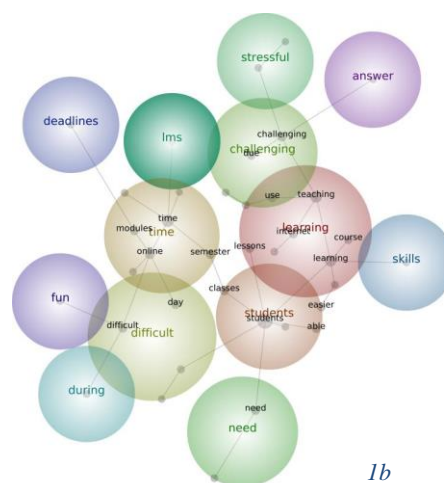 stressful
answer
deadlines
lms
challenging
challenging
due
use
teaching
time
modules
time
learning
internet
course
online
semester
lessons
learning
skills
day
classes
easier
fun
difficult
difficult
students
students
able
during
need
need
1b